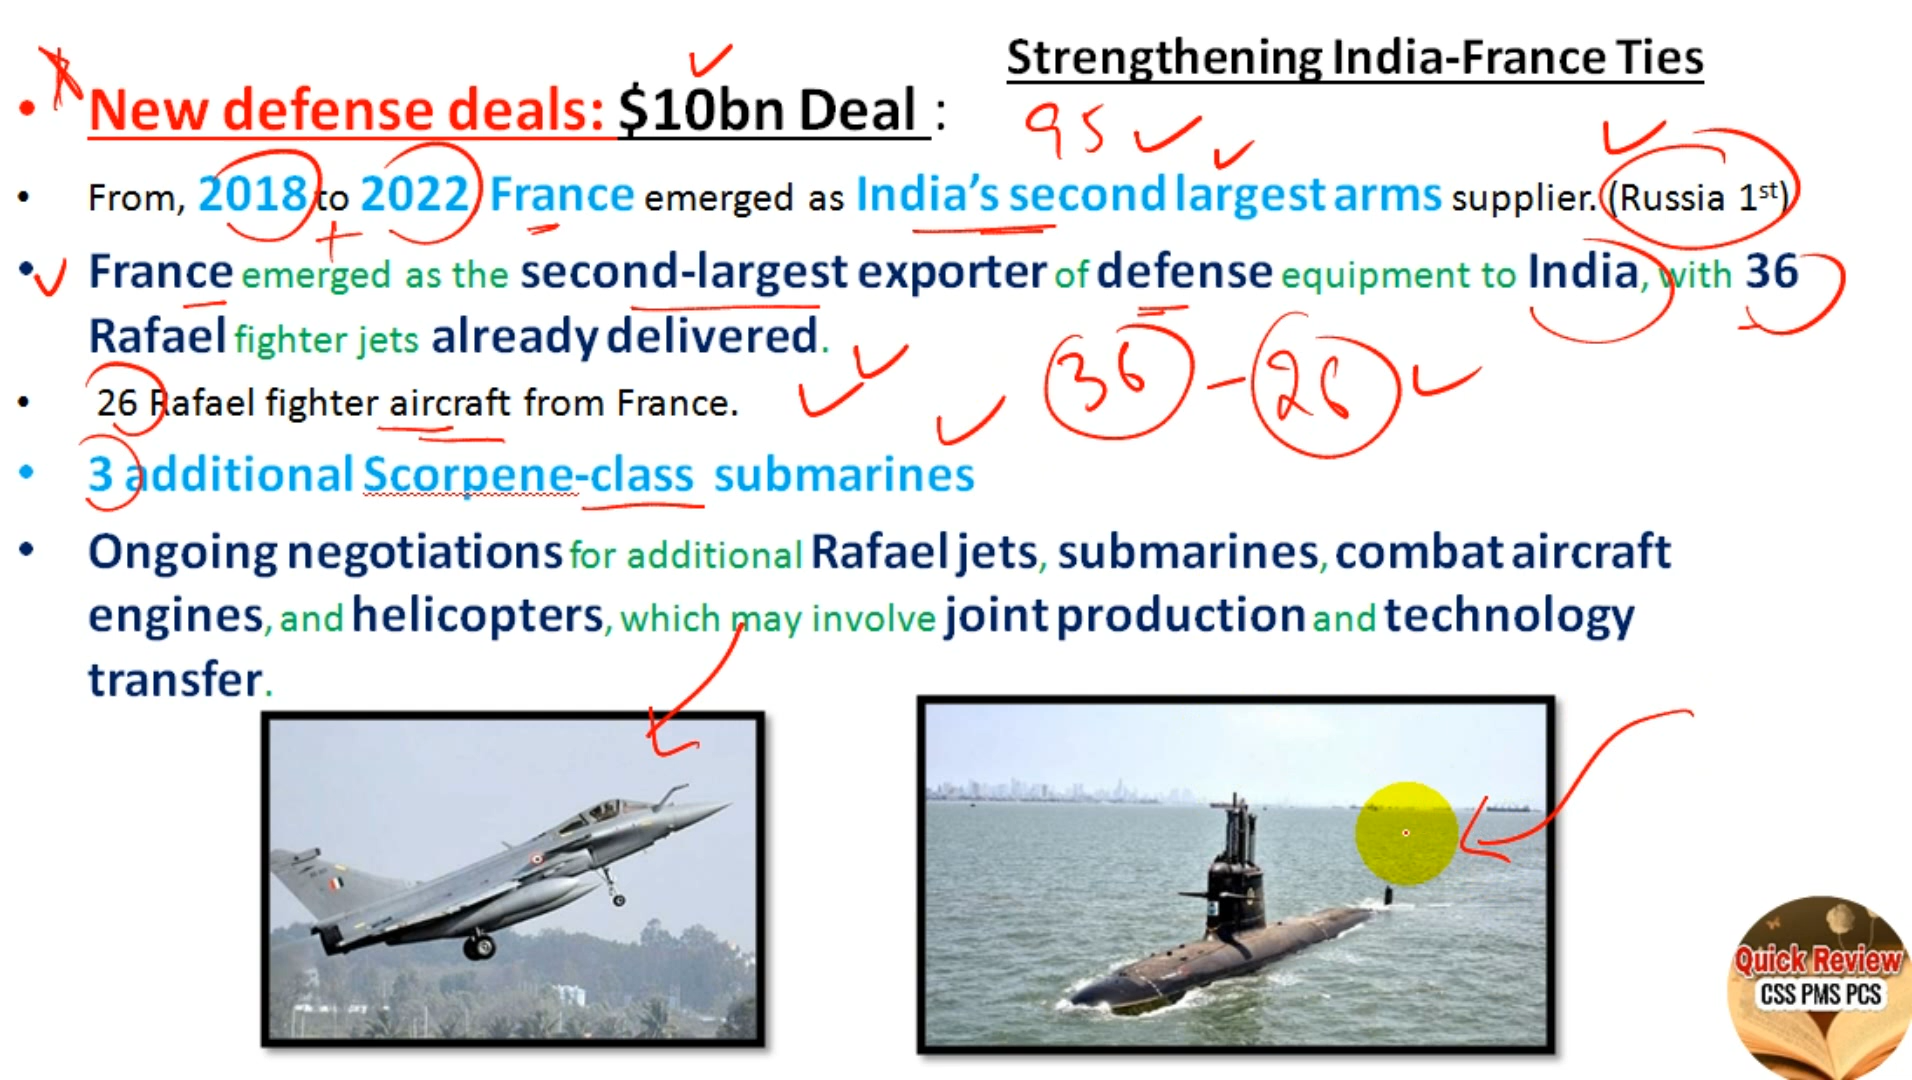 Strengthening India-France Ties
• New defense deals: $10bn Deal :
95
• From, 2018 to 2022 France emerged as India's second largest arms supplier. (Russia 1st)
• France emerged as the second-largest exporter of defense equipment to India, with 36
Rafael fighter jets already delivered.
36 - 26
• 26 Rafael fighter aircraft from France.
• 3 additional Scorpene-class submarines
• Ongoing negotiations for additional Rafael jets, submarines, combat aircraft
engines, and helicopters, which may involve joint production and technology
transfer.
Quick Review
CSS PMS PCS